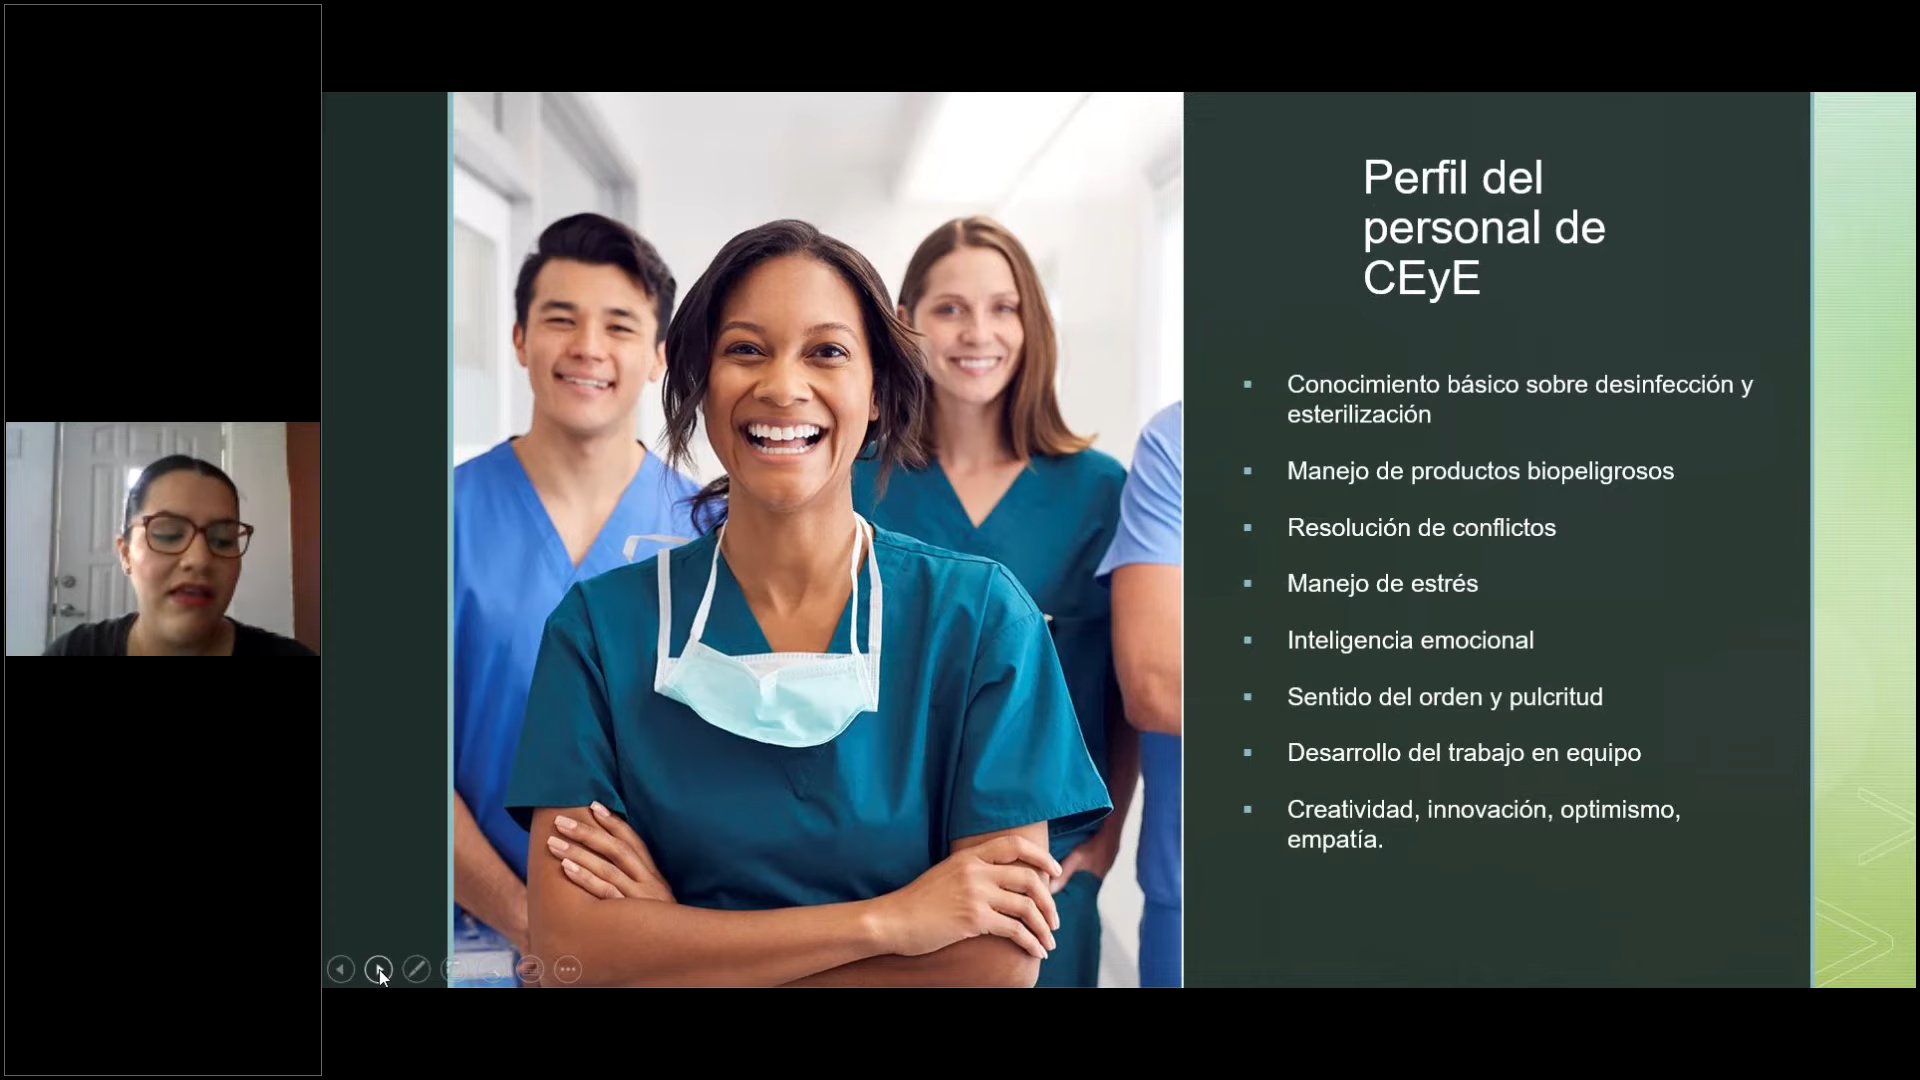 Perfil del
personal de
CEyE
▪ Conocimiento básico sobre desinfección y
esterilización
▪ Manejo de productos biopeligrosos
▪ Resolución de conflictos
▪ Manejo de estrés
▪ Inteligencia emocional
▪ Sentido del orden y pulcritud
▪ Desarrollo del trabajo en equipo
▪ Creatividad, innovación, optimismo,
empatía.